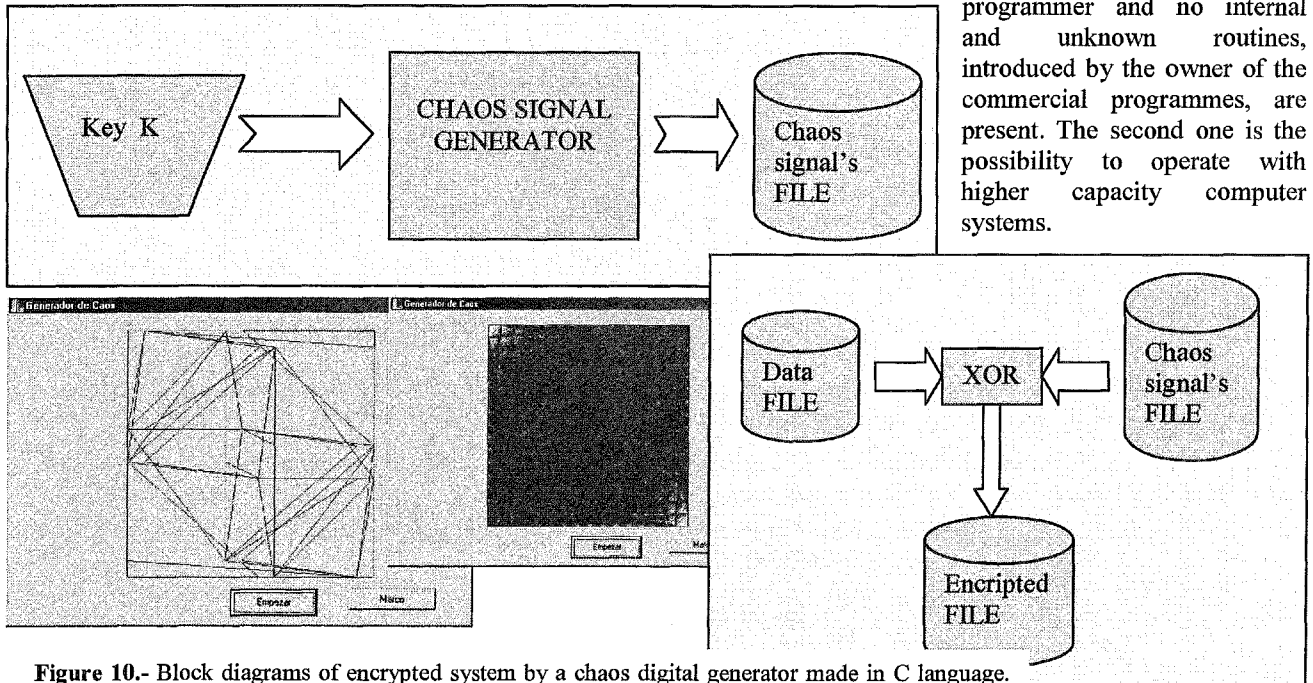 programmer and no internal
and unknown routines,
introduced by the owner of the
commercial programmes, are
present. The second one is the
possibility to operate with
higher capacity computer
systems.
Key K
CHAOS SIGNAL
GENERATOR
Chaos
signal's
FILE
Generador de Caos
Empezar
Marco
Generador de Caos
Empezar
Data
FILE
XOR
Chaos
signal's
FILE
Encripted
FILE
Figure 10.- Block diagrams of encrypted system by a chaos digital generator made in C language.